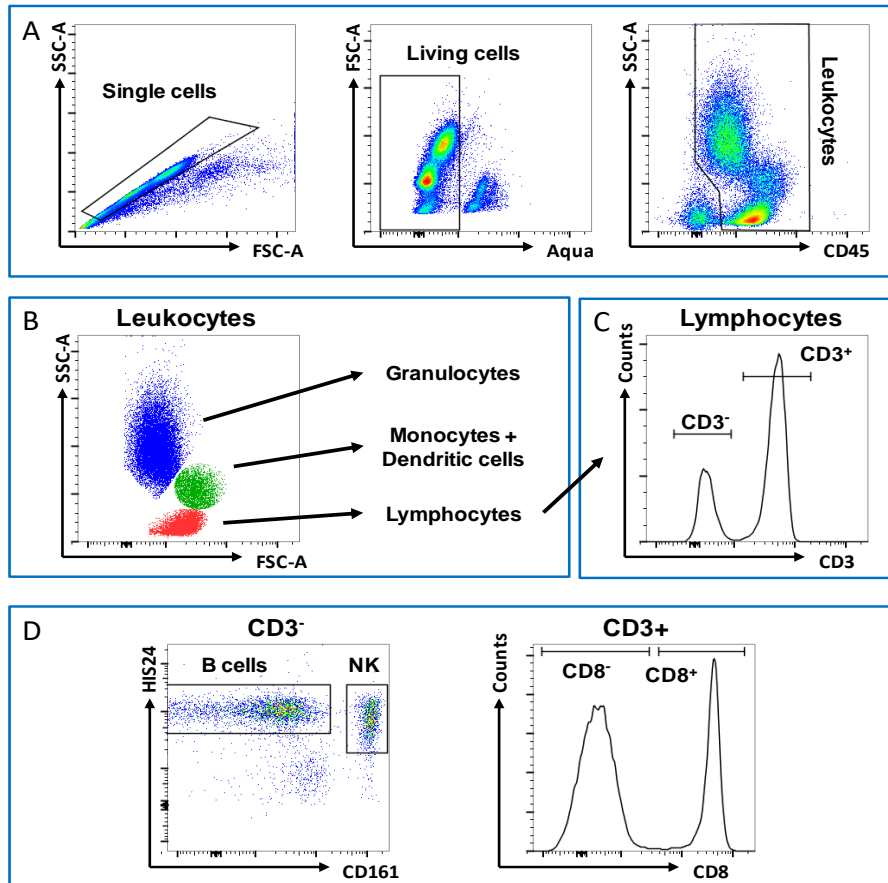 A
SSC-A
Single cells
FSC-A
FSC-A
Living cells
Aqua
SSC-A
Leukocytes
CD45
B
Leukocytes
SSC-A
FSC-A
Granulocytes
Monocytes +
Dendritic cells
Lymphocytes
C
Lymphocytes
Counts
CD3⁻
CD3⁺
CD3
D
CD3⁻
HIS24
B cells
NK
CD161
CD3+
Counts
CD8⁻
CD8⁺
CD8